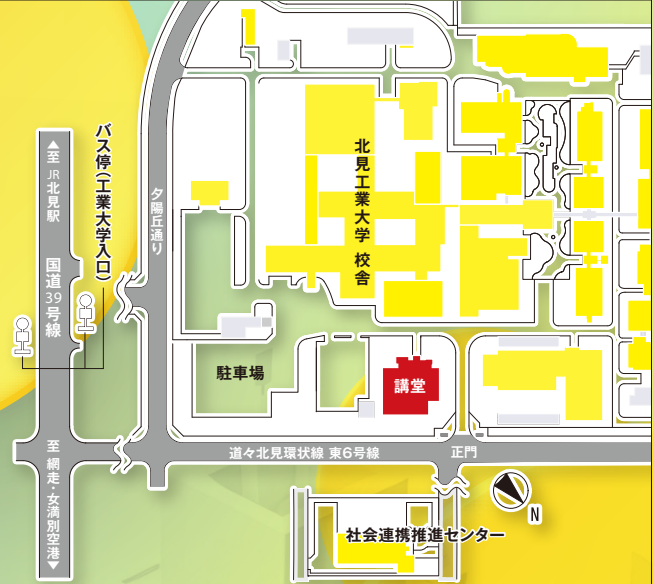 バス停(工業大学入口)
▲至 JR北見駅
国道39号線
至 網走・女満別空港▼
夕陽丘通り
北見工業大学 校舎
駐車場
講堂
道々北見環状線 東6号線
正門
N
社会連携推進センター